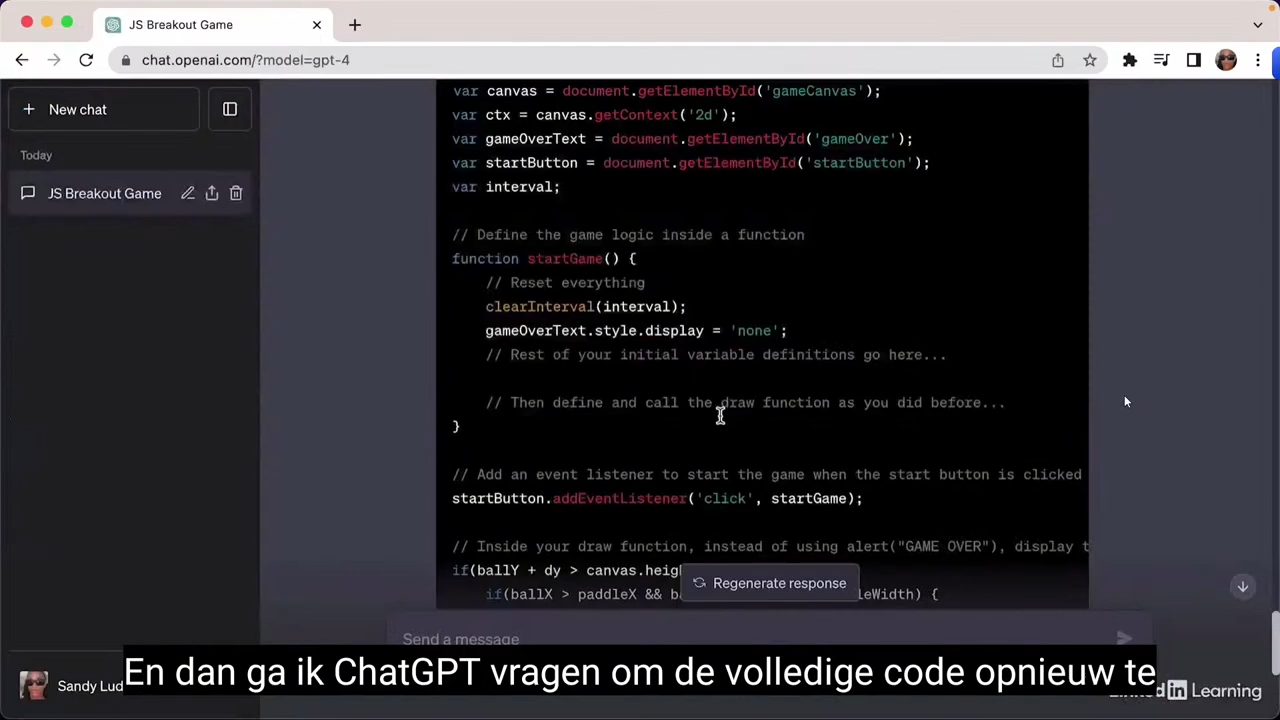 JS Breakout Game
chat.openai.com/?model=gpt-4
New chat
Today
JS Breakout Game
var canvas = document.getElementById('gameCanvas');
var ctx = canvas.getContext('2d');
var gameOverText = document.getElementById('gameOver');
var startButton = document.getElementById('startButton');
var interval;
// Define the game logic inside a function
function startGame() {
// Reset everything
clearInterval(interval);
gameOverText.style.display = 'none';
// Rest of your initial variable definitions go here...
// Then define and call the draw function as you did before...
}
// Add an event listener to start the game when the start button is clicked
startButton.addEventListener('click', startGame);
// Inside your draw function, instead of using alert("GAME OVER"), display
if(ballY + dy > canvas.heig
if(ballX > paddleX && leWidth) {
Regenerate response
Send a message
Sandy
En dan ga ik ChatGPT vragen om de volledige code opnieuw te
Learning